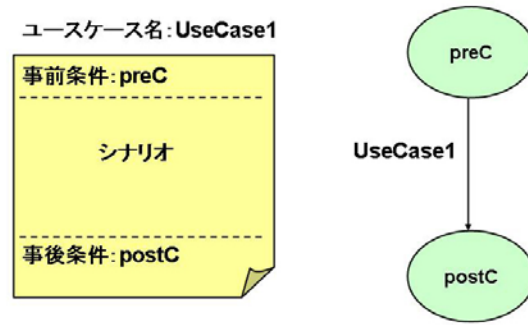 ユースケース名:UseCase1
事前条件:preC
シナリオ
事後条件:postC
preC
UseCase1
postC